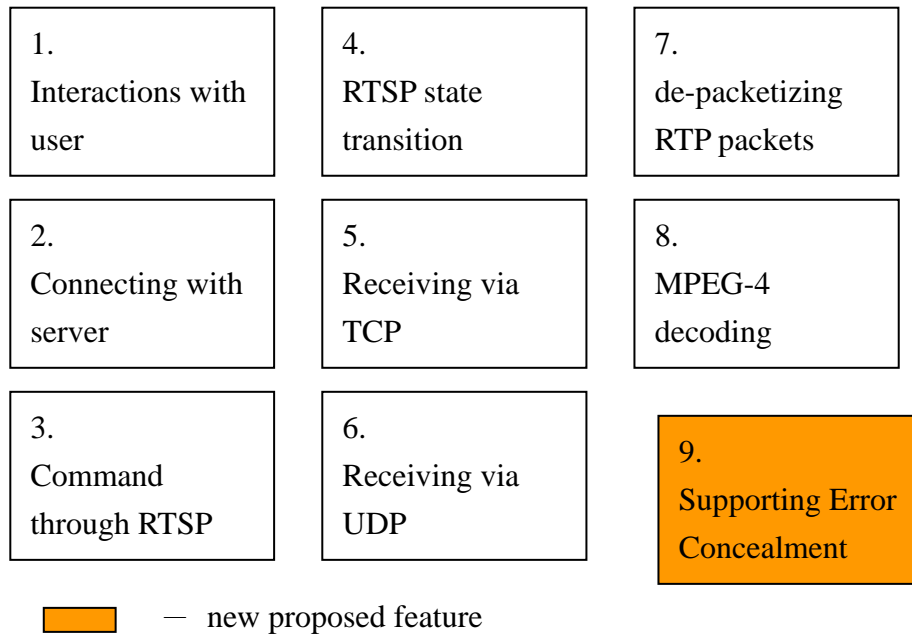 1.
Interactions with
user
2.
Connecting with
server
3.
Command
through RTSP
4.
RTSP state
transition
5.
Receiving via
TCP
6.
Receiving via
UDP
7.
de-packetizing
RTP packets
8.
MPEG-4
decoding
9.
Supporting Error
Concealment
— new proposed feature